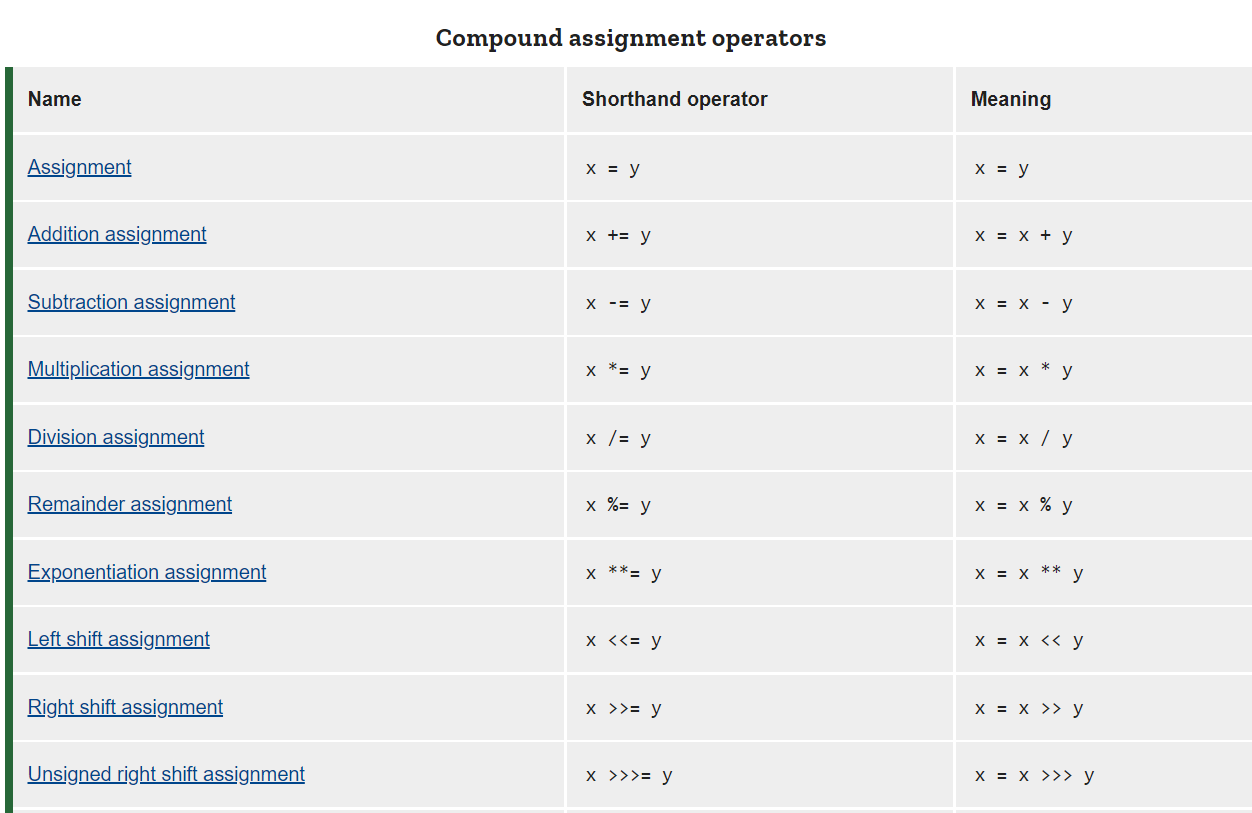 Compound assignment operators
Name Shorthand operator Meaning
Assignment x = y x = y
Addition assignment x += y x = x + y
Subtraction assignment x -= y x = x - y
Multiplication assignment x *= y x = x * y
Division assignment x /= y x = x / y
Remainder assignment x %= y x = x % y
Exponentiation assignment x **= y x = x ** y
Left shift assignment x <<= y x = x << y
Right shift assignment x >>= y x = x >> y
Unsigned right shift assignment x >>>= y x = x >>> y